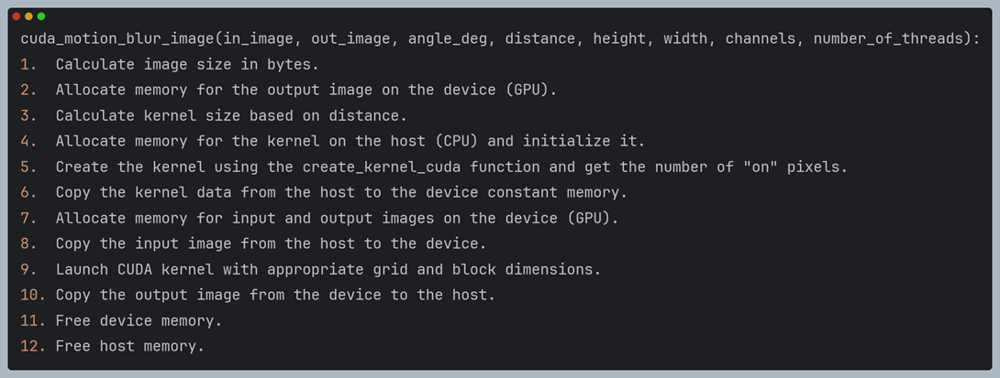 cuda_motion_blur_image(in_image, out_image, angle_deg, distance, height, width, channels, number_of_threads):
1. Calculate image size in bytes.
2. Allocate memory for the output image on the device (GPU).
3. Calculate kernel size based on distance.
4. Allocate memory for the kernel on the host (CPU) and initialize it.
5. Create the kernel using the create_kernel_cuda function and get the number of "on" pixels.
6. Copy the kernel data from the host to the device constant memory.
7. Allocate memory for input and output images on the device (GPU).
8. Copy the input image from the host to the device.
9. Launch CUDA kernel with appropriate grid and block dimensions.
10. Copy the output image from the device to the host.
11. Free device memory.
12. Free host memory.